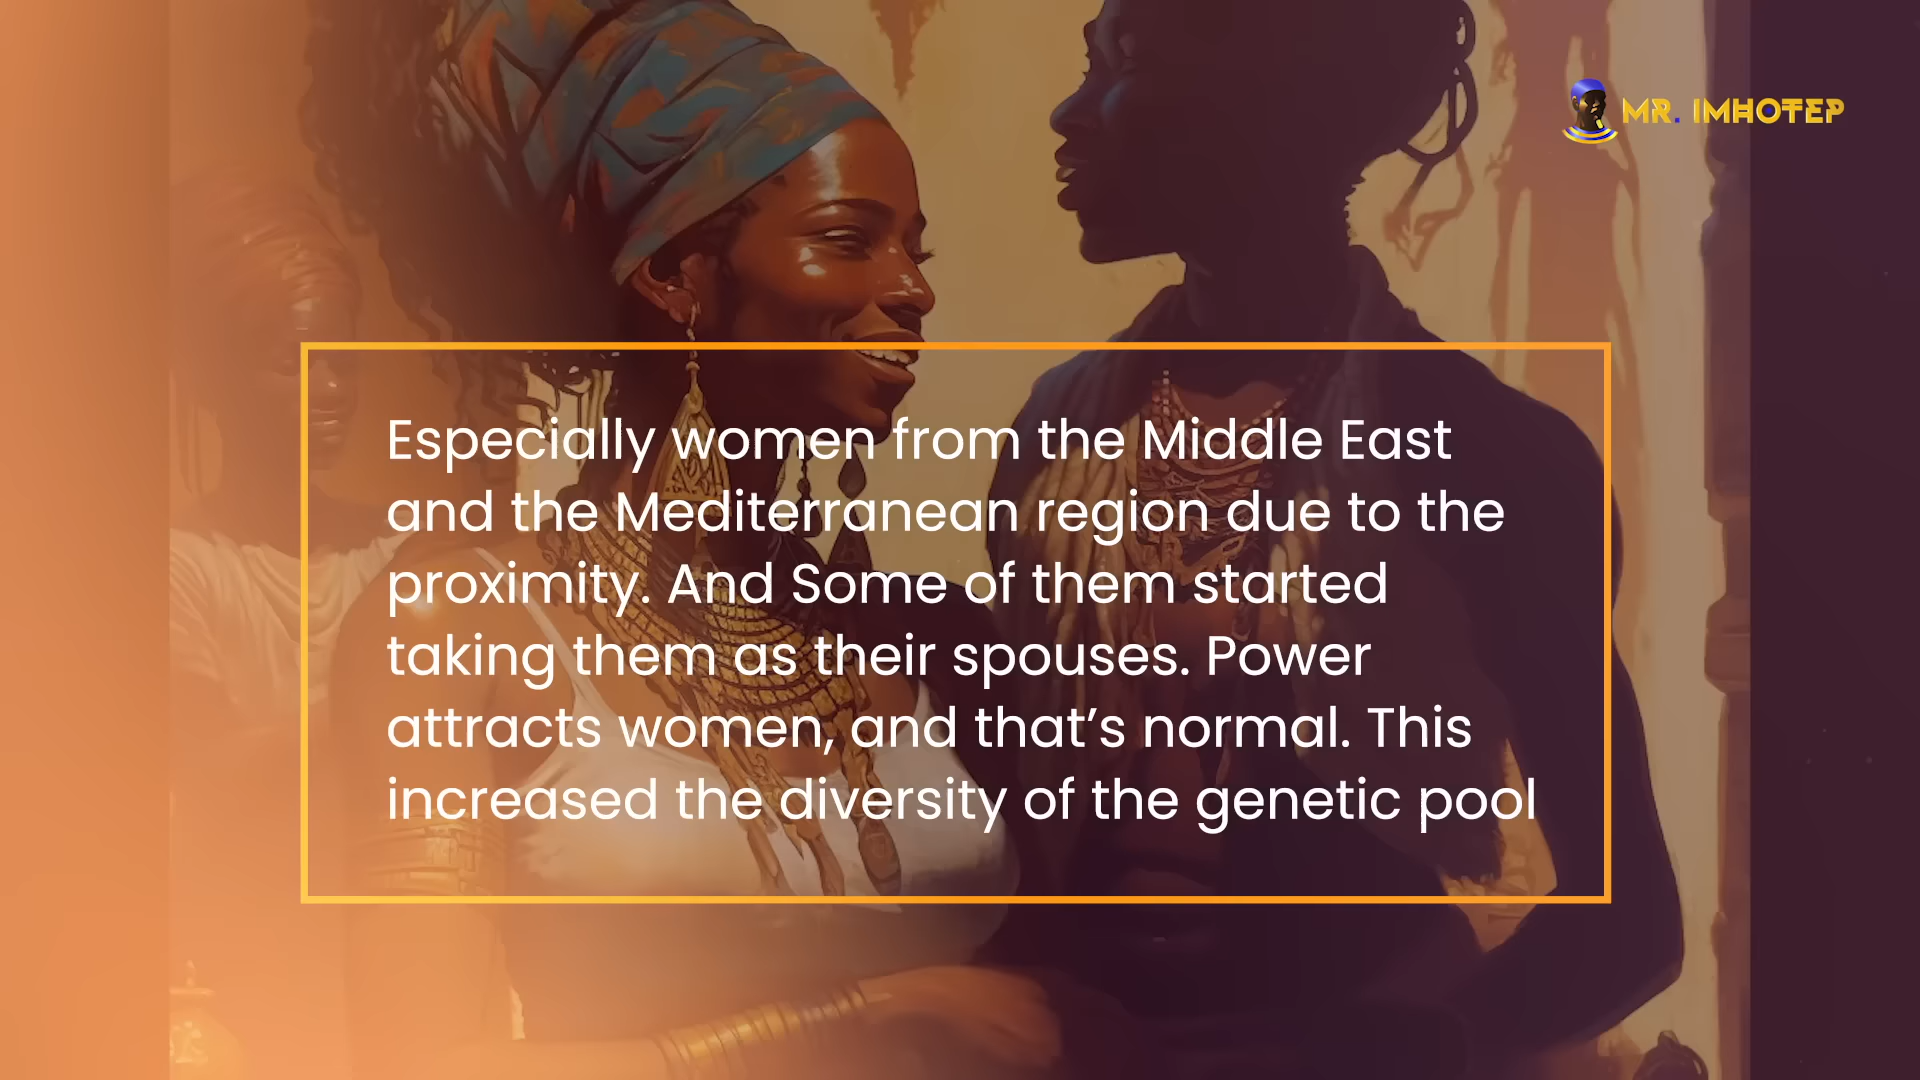 MR. IMHOTEP
Especially women from the Middle East
and the Mediterranean region due to the
proximity. And Some of them started
taking them as their spouses. Power
attracts women, and that’s normal. This
increased the diversity of the genetic pool